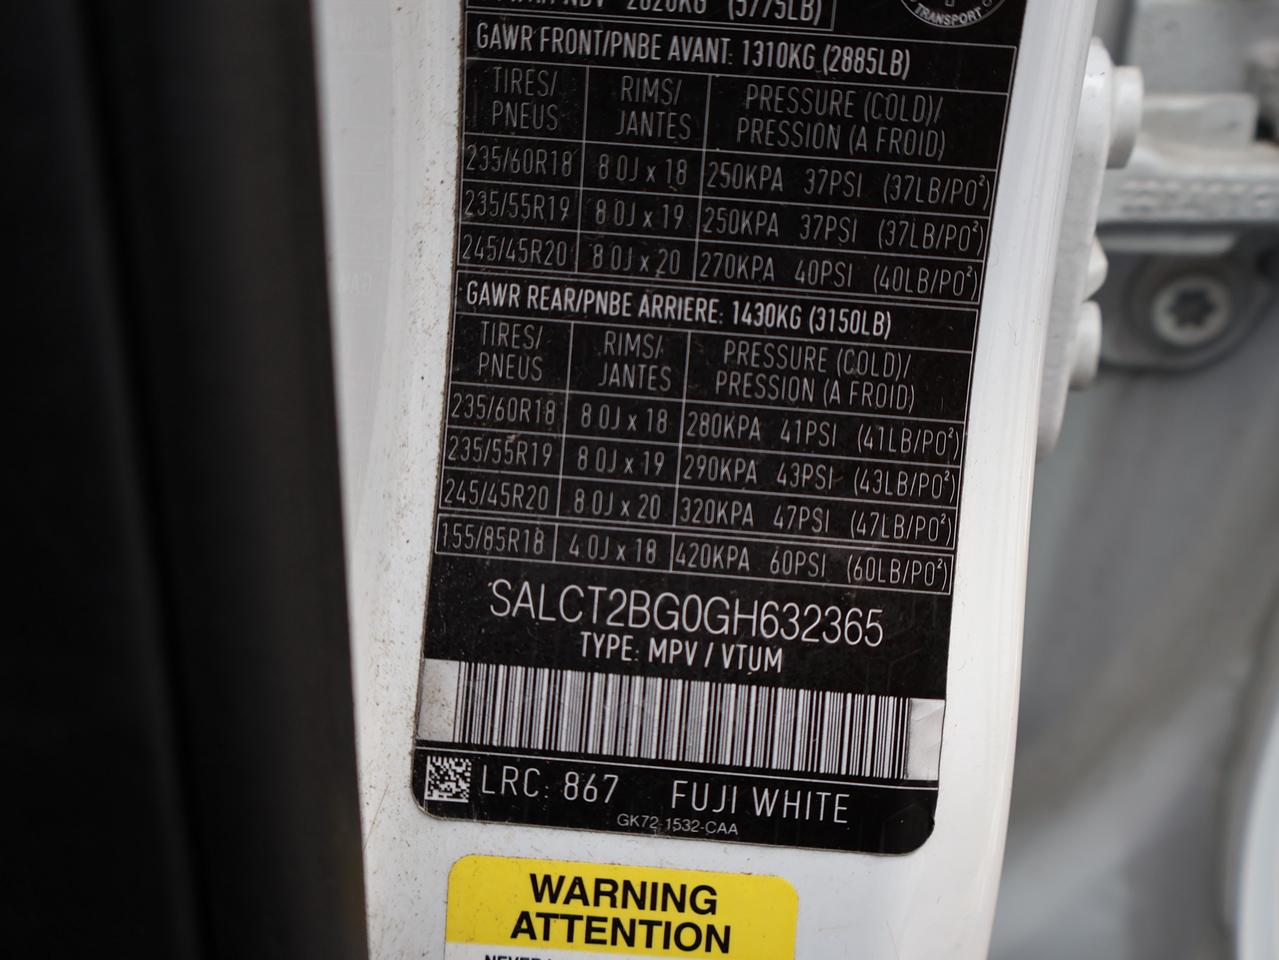 2620KG (5775LB)
TRANSPORT
GAWR FRONT/PNBE AVANT: 1310KG (2885LB)
TIRES/ PNEUS RIMS/ JANTES PRESSURE (COLD)/ PRESSION (A FROID)
235/60R18 8.0J x 18 250KPA 37PSI (37LB/PO²)
235/55R19 8.0J x 19 250KPA 37PSI (37LB/PO²)
245/45R20 8.0J x 20 270KPA 40PSI (40LB/PO²)
GAWR REAR/PNBE ARRIERE: 1430KG (3150LB)
TIRES/ PNEUS RIMS/ JANTES PRESSURE (COLD)/ PRESSION (A FROID)
235/60R18 8.0J x 18 280KPA 41PSI (41LB/PO²)
235/55R19 8.0J x 19 290KPA 43PSI (43LB/PO²)
245/45R20 8.0J x 20 320KPA 47PSI (47LB/PO²)
155/85R18 4.0J x 18 420KPA 60PSI (60LB/PO²)
SALCT2BG0GH632365
TYPE: MPV / VTUM
LRC: 867 FUJI WHITE
GK72-1532-CAA
WARNING
ATTENTION